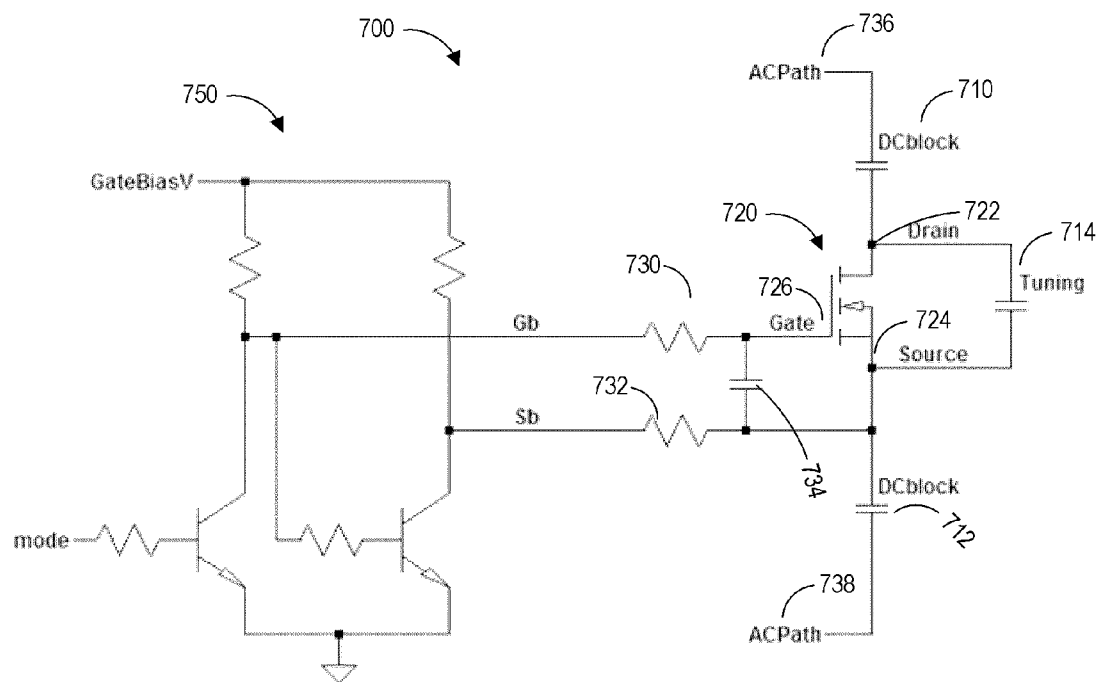 700
736
ACPath
750
710
DCblock
GateBiasV
720
722
Drain
714
Tuning
730
726
Gb
Gate
724
Source
732
Sb
734
DCblock
712
mode
738
ACPath